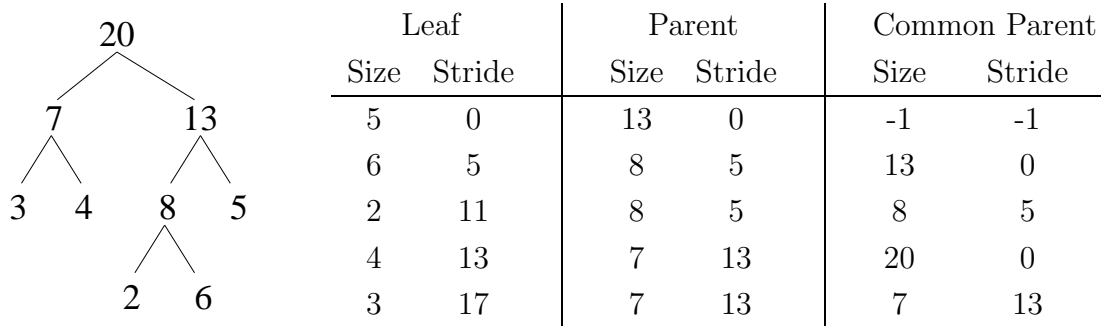 20
7 13
3 4 8 5
2 6
Leaf Parent Common Parent
Size Stride Size Stride Size Stride
5 0 13 0 -1 -1
6 5 8 5 13 0
2 11 8 5 8 5
4 13 7 13 20 0
3 17 7 13 7 13